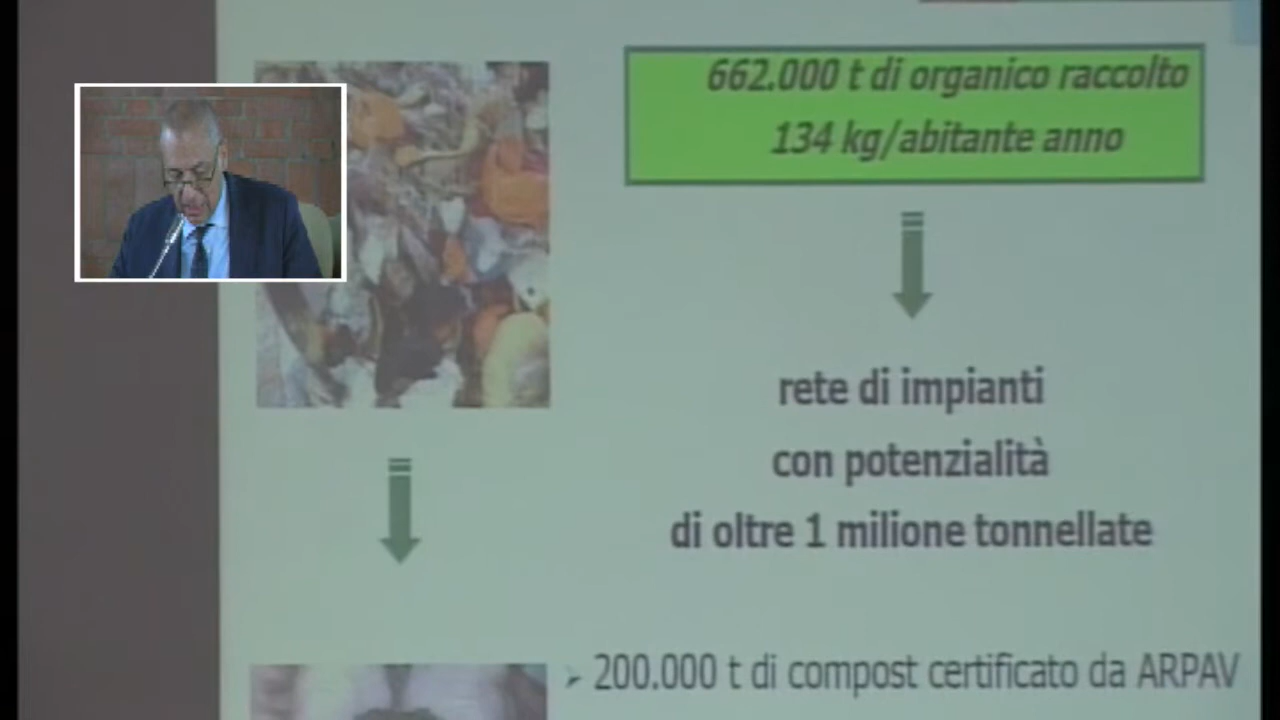 662.000 t di organico raccolto
134 kg/abitante anno
rete di impianti
con potenzialità
di oltre 1 milione tonnellate
200.000 t di compost certificato da ARPAV